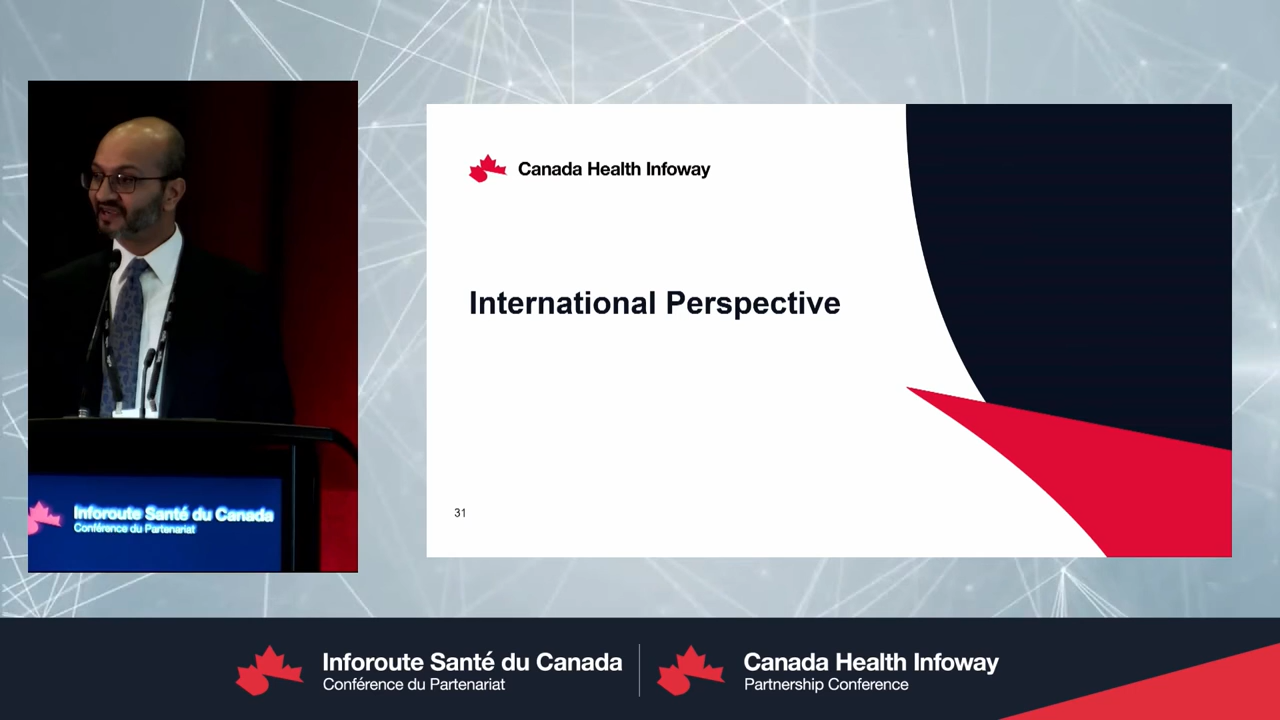 Canada Health Infoway
International Perspective
31
Inforoute Santé du Canada
Conférence du Partenariat
Inforoute Santé du Canada
Conférence du Partenariat
Canada Health Infoway
Partnership Conference